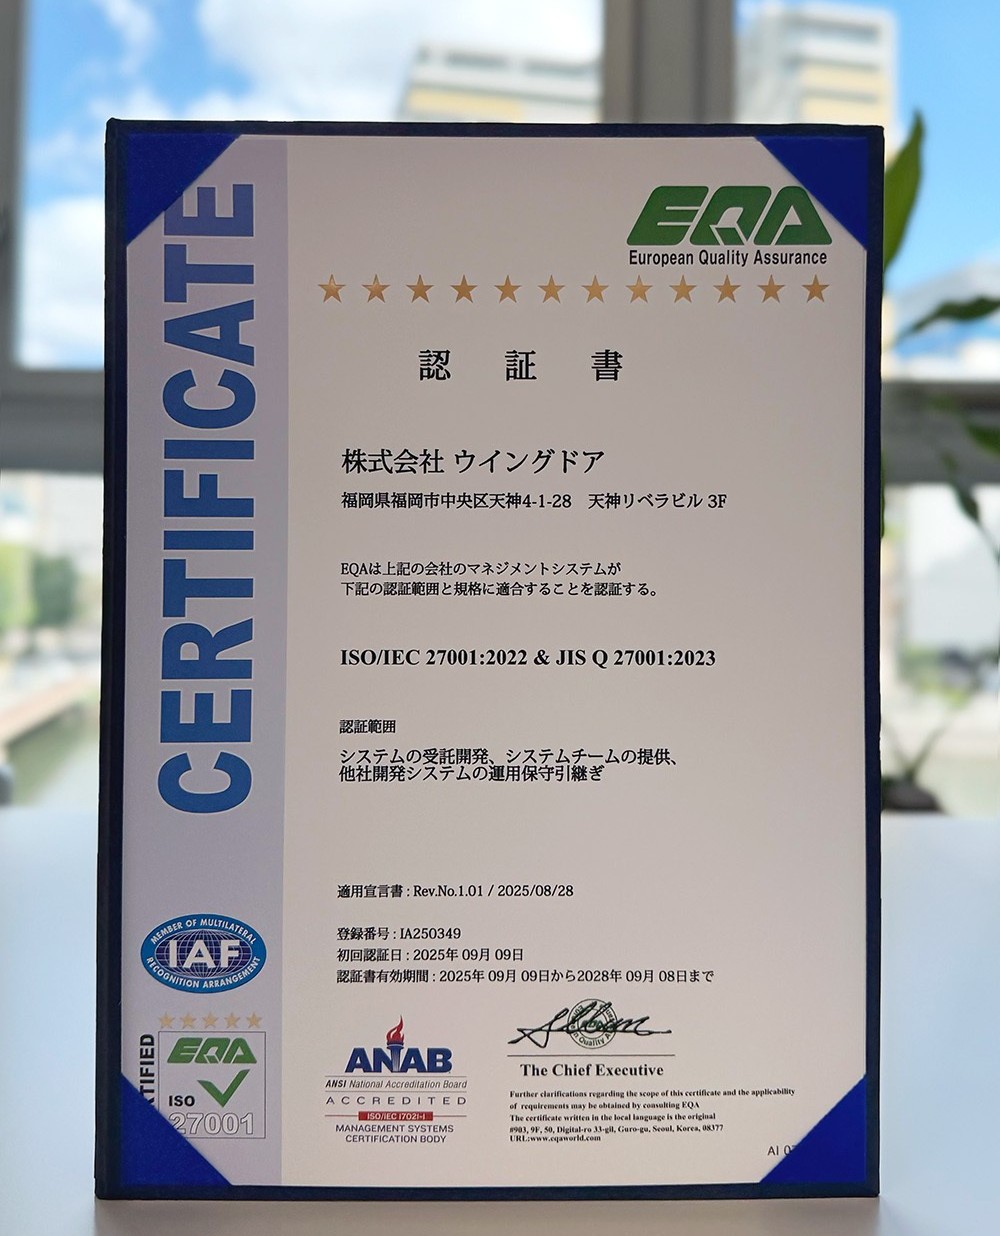 CERTIFICATE
EQA
European Quality Assurance
認 証 書
株式会社 ウイングドア
福岡県福岡市中央区天神4-1-28 天神リベラビル 3F
EQAは上記の会社のマネジメントシステムが
下記の認証範囲と規格に適合することを認証する。
ISO/IEC 27001:2022 & JIS Q 27001:2023
認証範囲
システムの受託開発、システムチームの提供、
他社開発システムの運用保守引継ぎ
適用宣言書 : Rev.No.1.01 / 2025/08/28
登録番号 : IA250349
初回認証日 : 2025年 09月 09日
認証書有効期間 : 2025年 09月 09日から2028年 09月 08日まで
MEMBER OF MULTILATERAL
IAF
RECOGNITION ARRANGEMENT
TIFIED
EQA
ISO
27001
ANAB
ANSI National Accreditation Board
ACCREDITED
ISO/IEC 17021-1
MANAGEMENT SYSTEMS
CERTIFICATION BODY
The Chief Executive
Further clarifications regarding the scope of this certificate and the applicability
of requirements may be obtained by consulting EQA
The certificate written in the local language is the original
#903, 9F, 50, Digital-ro 33-gil, Guro-gu, Seoul, Korea, 08377
URL:www.eqaworld.com
AI